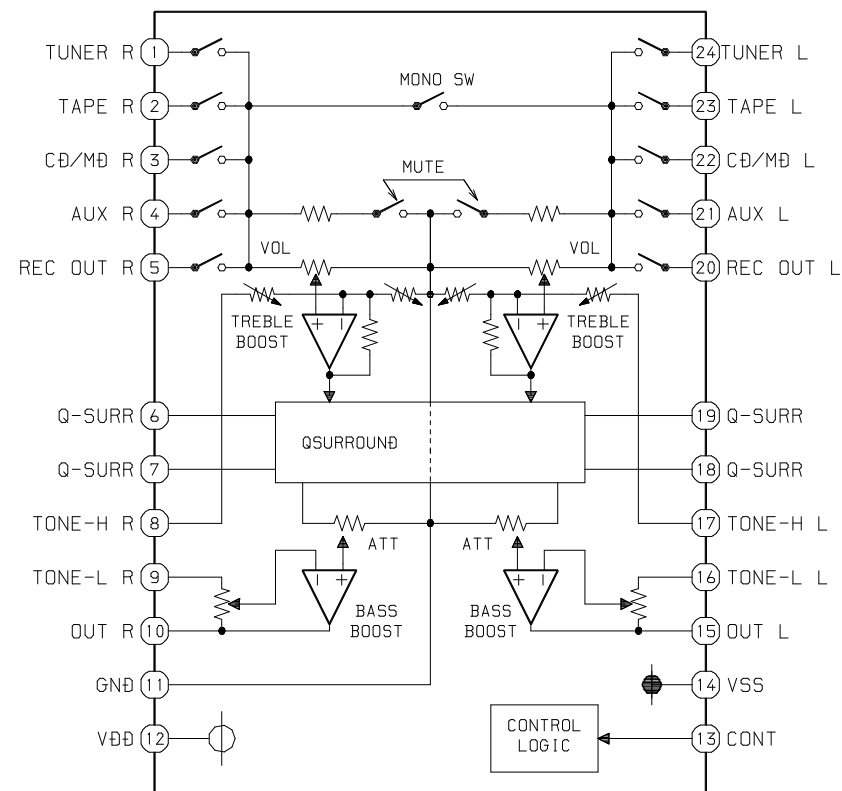 TUNER R 1
24 TUNER L
MONO SW
TAPE R 2
23 TAPE L
CD/MD R 3
22 CD/MD L
MUTE
AUX R 4
21 AUX L
VOL
VOL
REC OUT R 5
20 REC OUT L
+ −
− +
TREBLE
BOOST
TREBLE
BOOST
Q-SURR 6
19 Q-SURR
QSURROUND
Q-SURR 7
18 Q-SURR
TONE-H R 8
17 TONE-H L
ATT
ATT
TONE-L R 9
16 TONE-L L
− +
+ −
BASS
BOOST
BASS
BOOST
OUT R 10
15 OUT L
GND 11
14 VSS
CONTROL
LOGIC
VDD 12
13 CONT